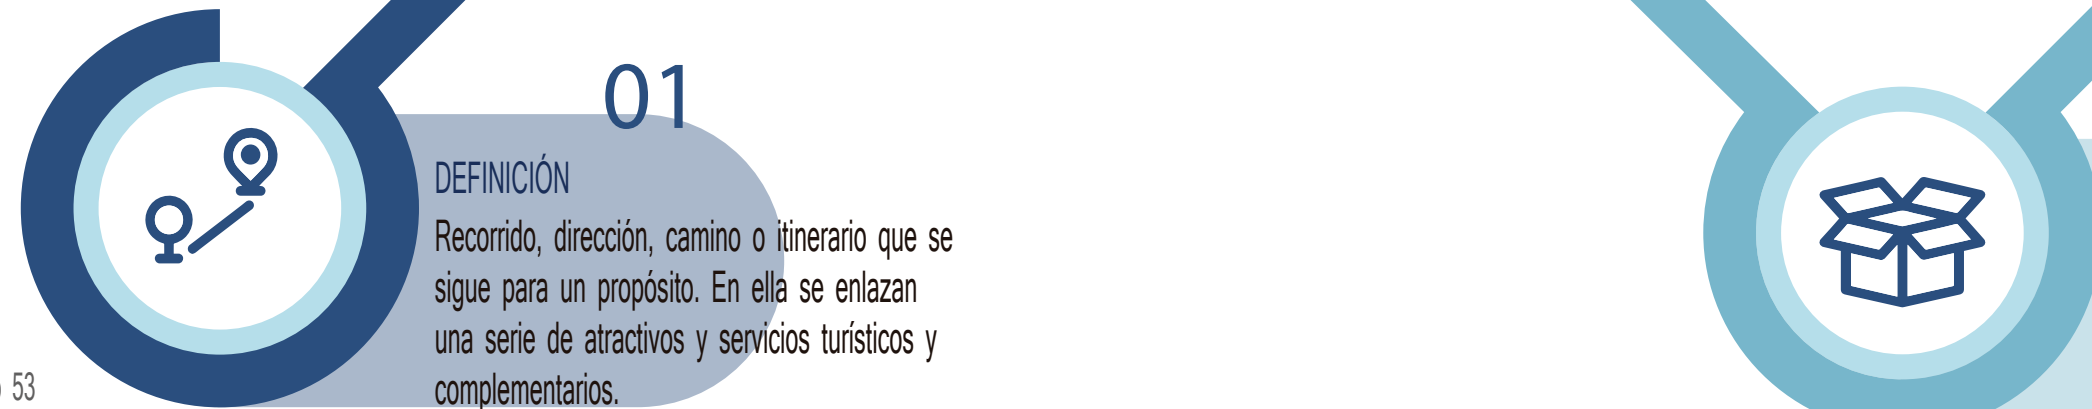 01
DEFINICIÓN
Recorrido, dirección, camino o itinerario que se
sigue para un propósito. En ella se enlazan
una serie de atractivos y servicios turísticos y
complementarios.
53